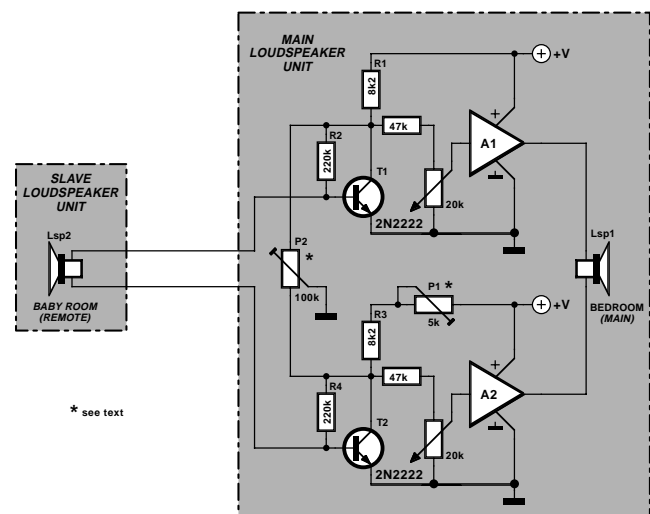 MAIN
LOUDSPEAKER
UNIT
+V
R1
8k2
R2
220k
47k
A1
T1
2N2222
20k
SLAVE
LOUDSPEAKER
UNIT
Lsp2
BABY ROOM
(REMOTE)
P2
*
100k
Lsp1
BEDROOM
(MAIN)
P1 *
5k
+V
R3
8k2
R4
220k
47k
A2
T2
2N2222
20k
* see text